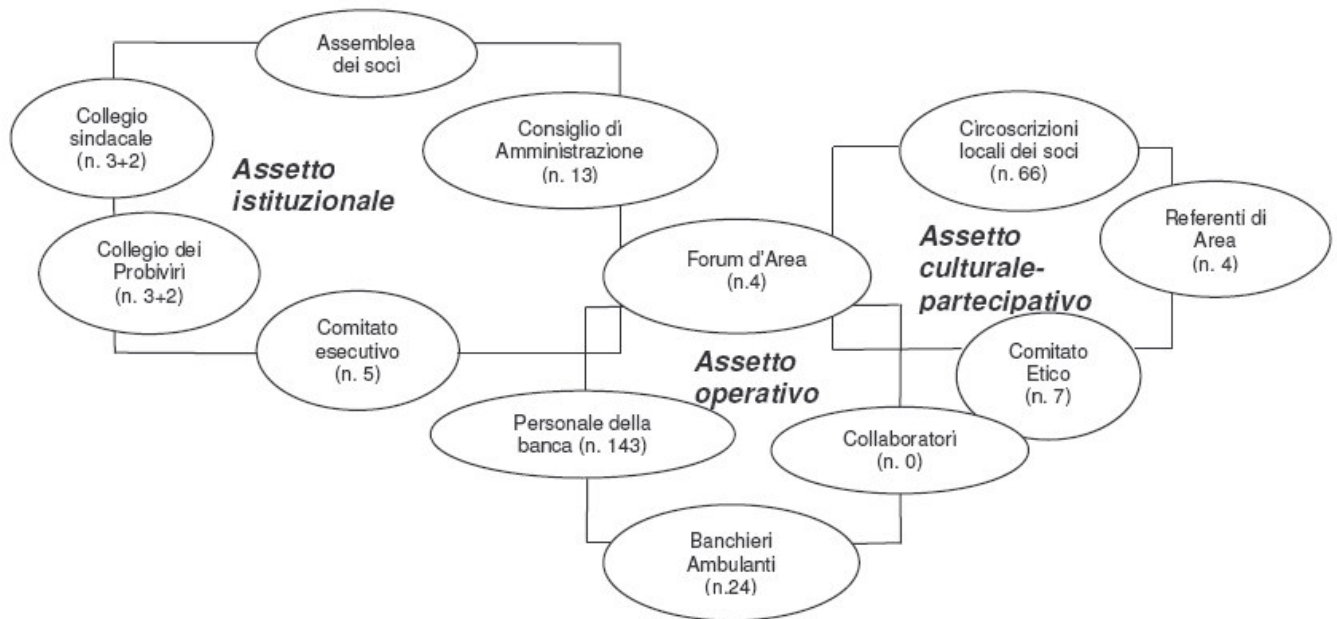 Assemblea
dei soci
Collegio
sindacale
(n. 3+2)
Consiglio di
Amministrazione
(n. 13)
Circoscrizioni
locali dei soci
(n. 66)
Assetto
istituzionale
Collegio dei
Probiviri
(n. 3+2)
Forum d'Area
(n.4)
Assetto
culturale-
partecipativo
Referenti di
Area
(n. 4)
Comitato
esecutivo
(n. 5)
Assetto
operativo
Comitato
Etico
(n. 7)
Personale della
banca (n. 143)
Collaboratori
(n. 0)
Banchieri
Ambulanti
(n.24)